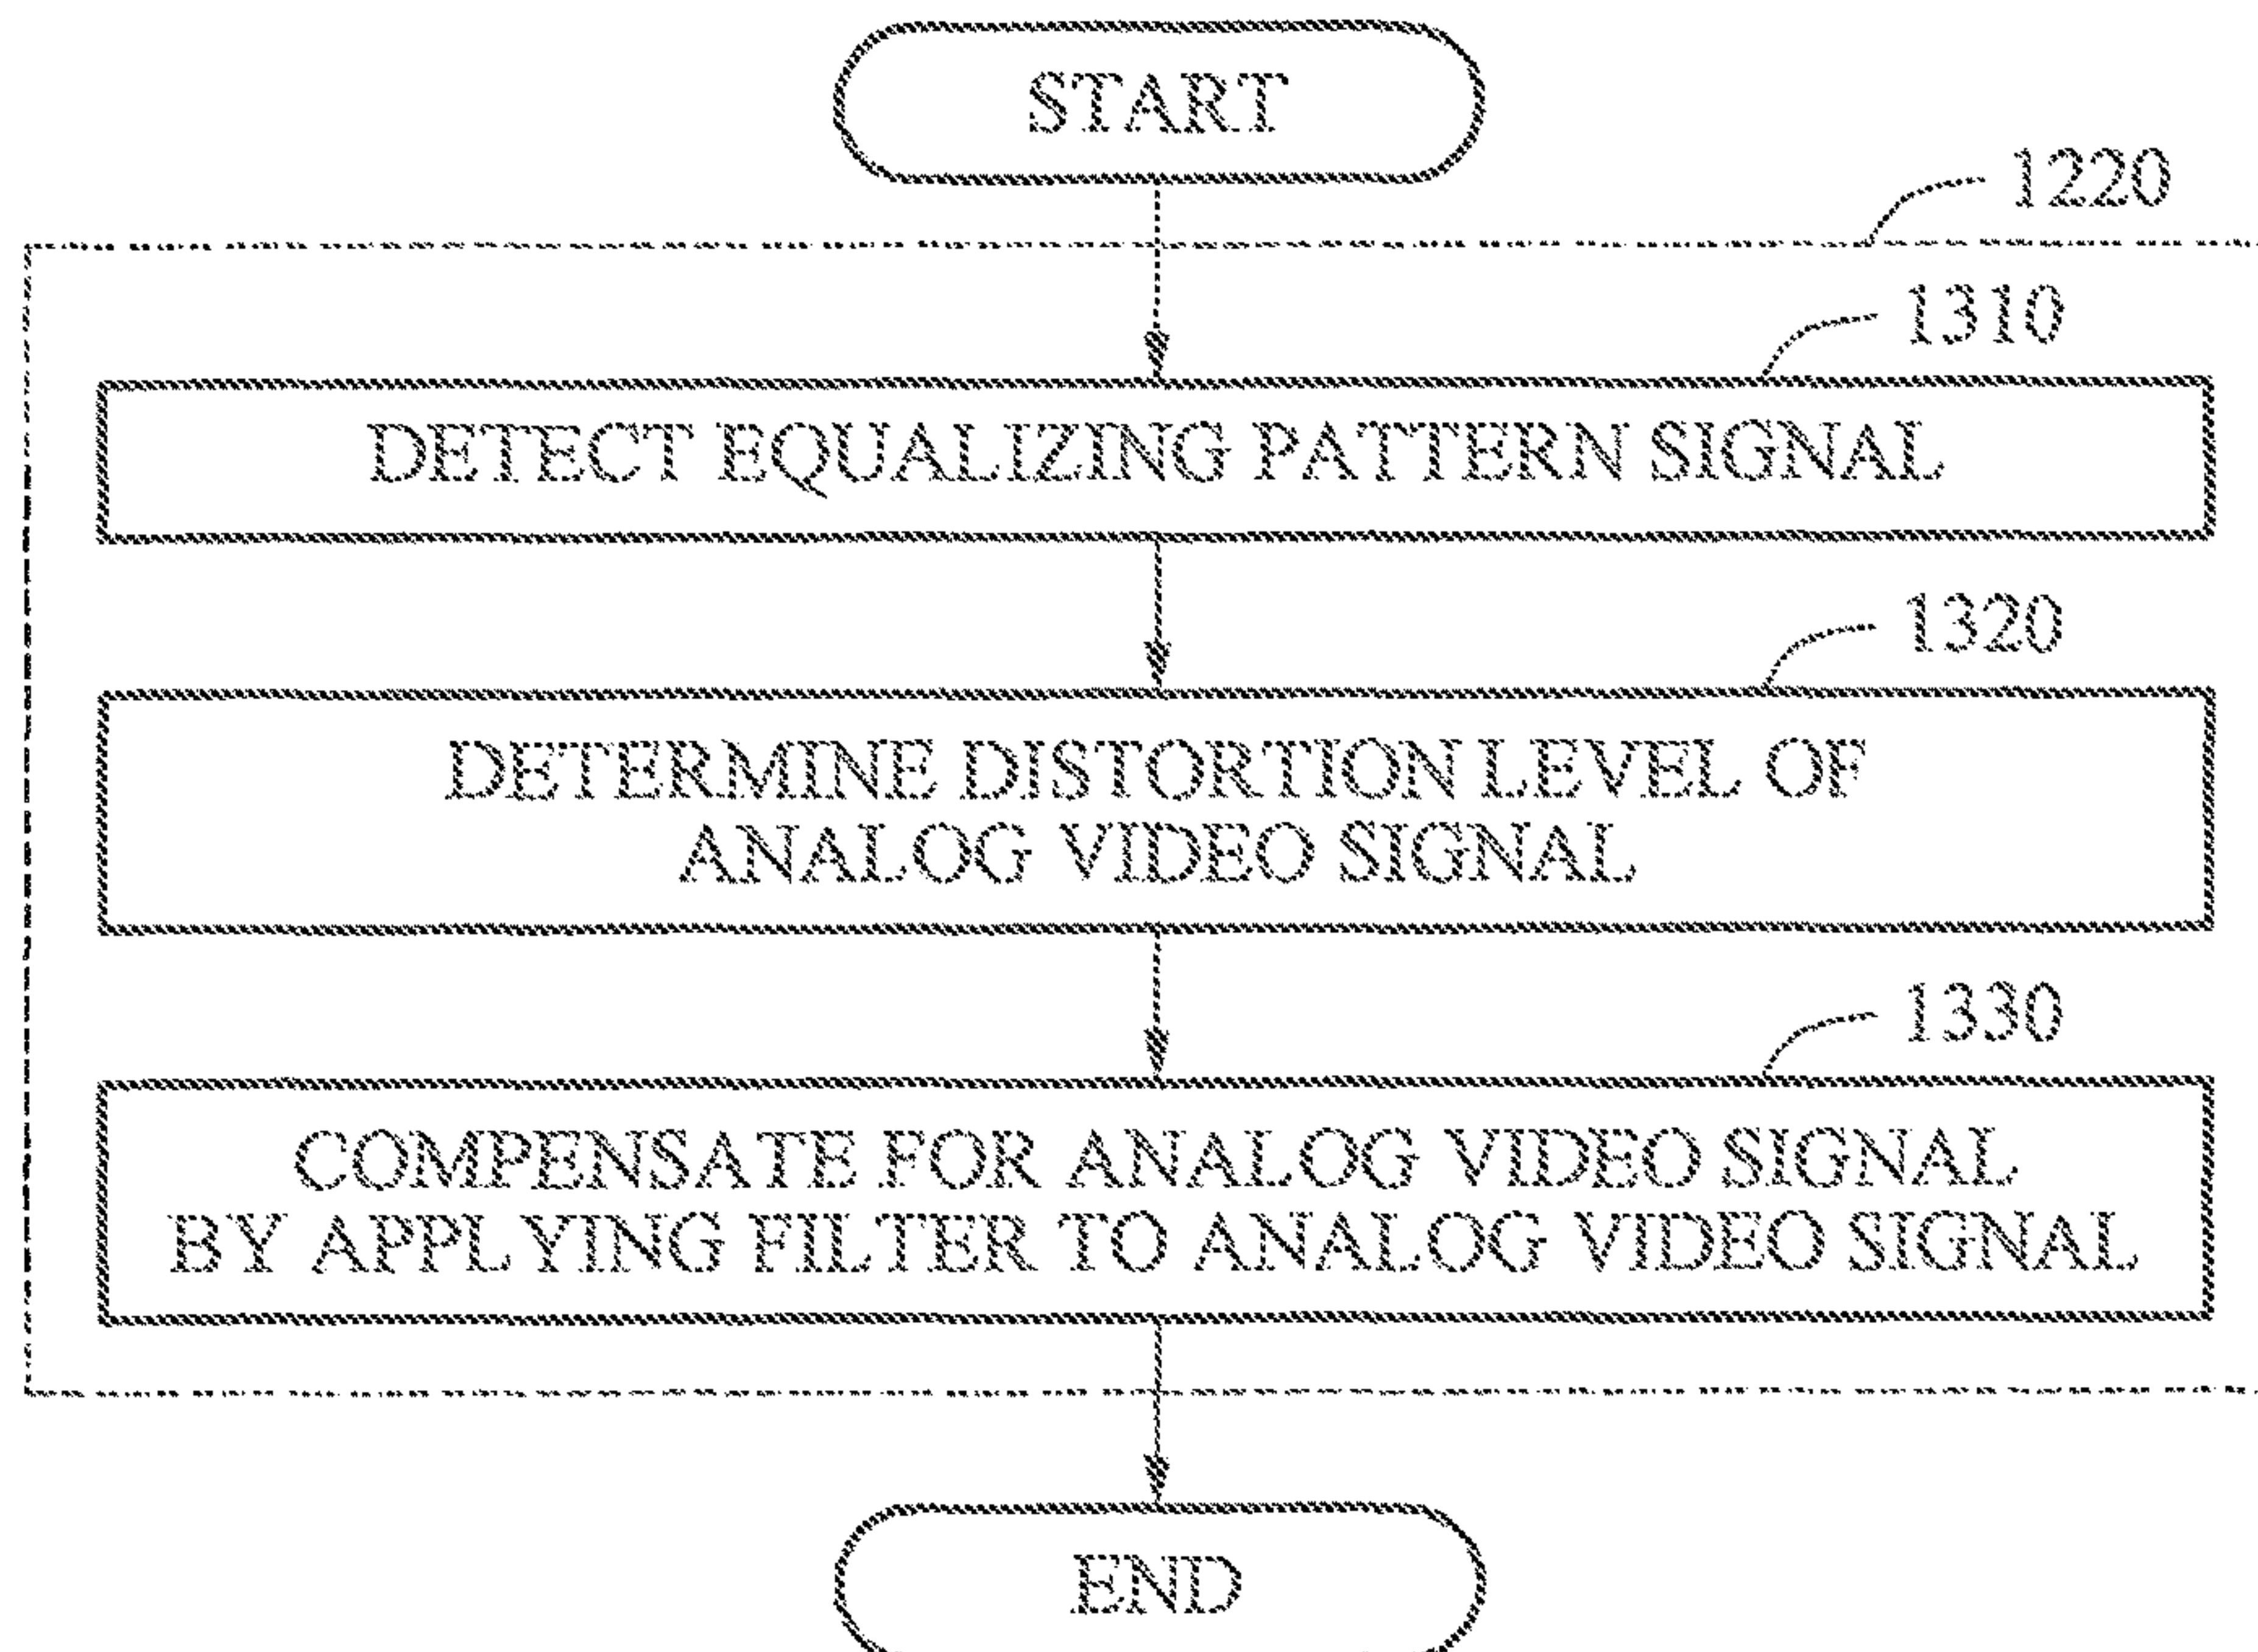 START
1220
1310
DETECT EQUALIZING PATTERN SIGNAL
1320
DETERMINE DISTORTION LEVEL OF
ANALOG VIDEO SIGNAL
1330
COMPENSATE FOR ANALOG VIDEO SIGNAL
BY APPLYING FILTER TO ANALOG VIDEO SIGNAL
END